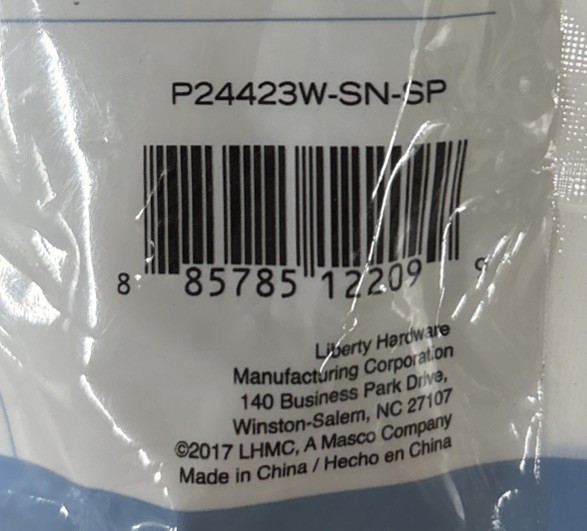 P24423W-SN-SP
8 85785 12209 9
Liberty Hardware
Manufacturing Corporation
140 Business Park Drive,
Winston-Salem, NC 27107
©2017 LHMC, A Masco Company
Made in China / Hecho en China